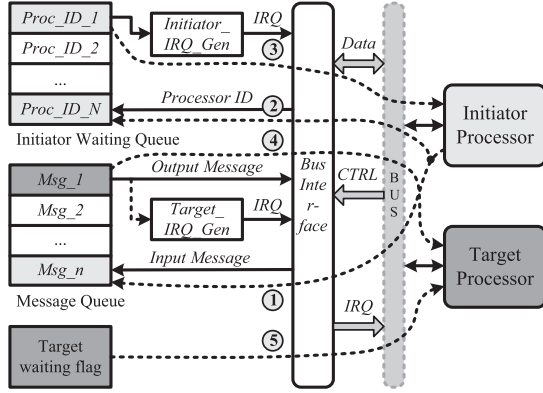 Proc_ID_1
Proc_ID_2
...
Proc_ID_N
Initiator Waiting Queue
Initiator_
IRQ_Gen
IRQ
③
Processor ID
②
④
Msg_1
Msg_2
...
Msg_n
Message Queue
Output Message
Target_
IRQ_Gen
IRQ
Input Message
①
Target
waiting flag
⑤
Bus
Inter-
face
Data
CTRL
IRQ
B
U
S
Initiator
Processor
Target
Processor